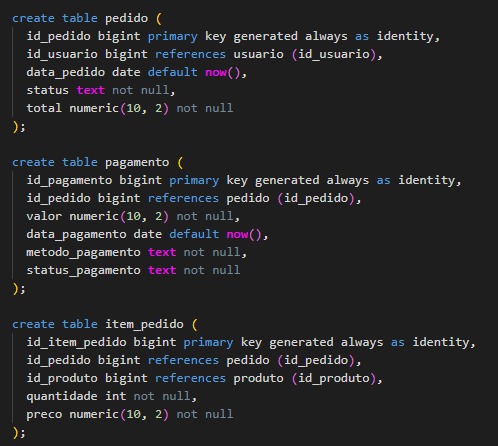 create table pedido (
  id_pedido bigint primary key generated always as identity,
  id_usuario bigint references usuario (id_usuario),
  data_pedido date default now(),
  status text not null,
  total numeric(10, 2) not null
);
create table pagamento (
  id_pagamento bigint primary key generated always as identity,
  id_pedido bigint references pedido (id_pedido),
  valor numeric(10, 2) not null,
  data_pagamento date default now(),
  metodo_pagamento text not null,
  status_pagamento text not null
);
create table item_pedido (
  id_item_pedido bigint primary key generated always as identity,
  id_pedido bigint references pedido (id_pedido),
  id_produto bigint references produto (id_produto),
  quantidade int not null,
  preco numeric(10, 2) not null
);